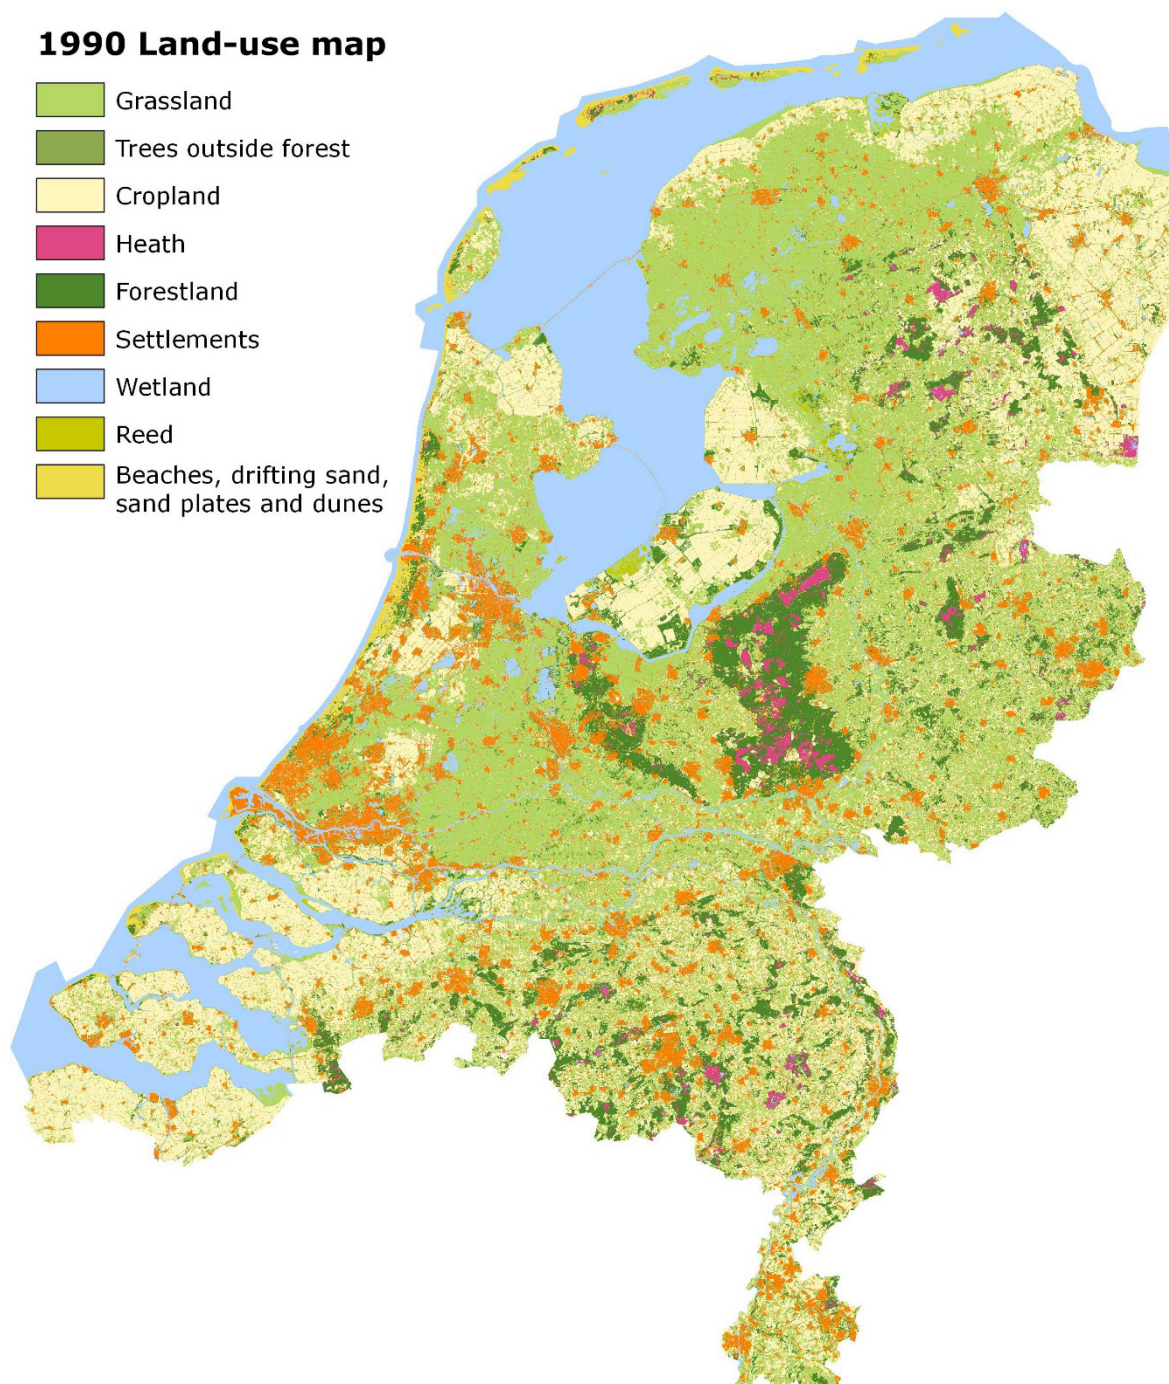 1990 Land-use map
Grassland
Trees outside forest
Cropland
Heath
Forestland
Settlements
Wetland
Reed
Beaches, drifting sand,
sand plates and dunes